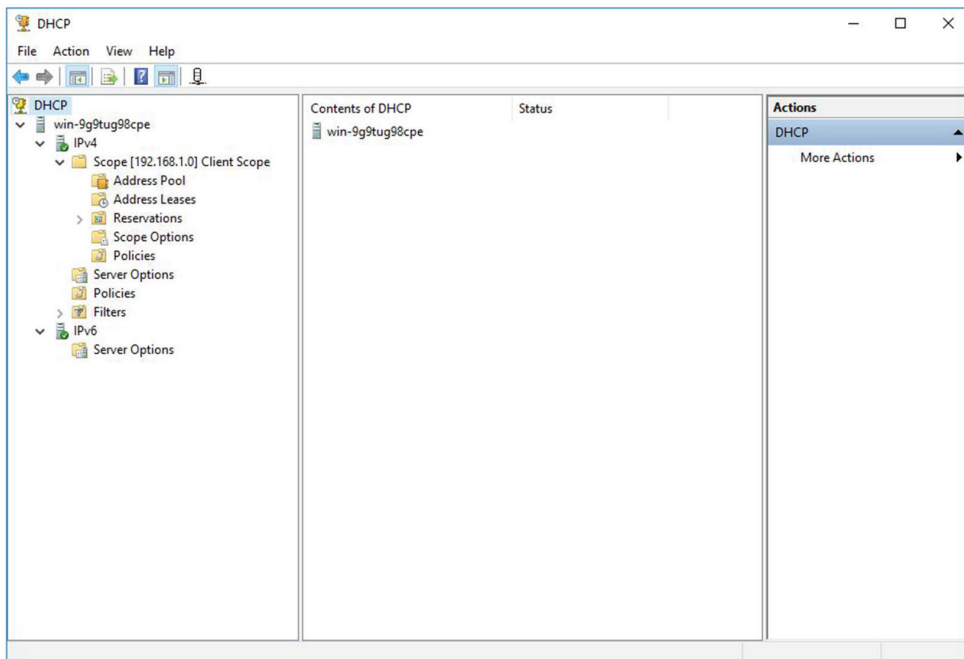 DHCP
File Action View Help
DHCP
win-9g9tug98cpe
IPv4
Scope [192.168.1.0] Client Scope
Address Pool
Address Leases
Reservations
Scope Options
Policies
Server Options
Policies
Filters
IPv6
Server Options
Contents of DHCP Status
win-9g9tug98cpe
Actions
DHCP
More Actions